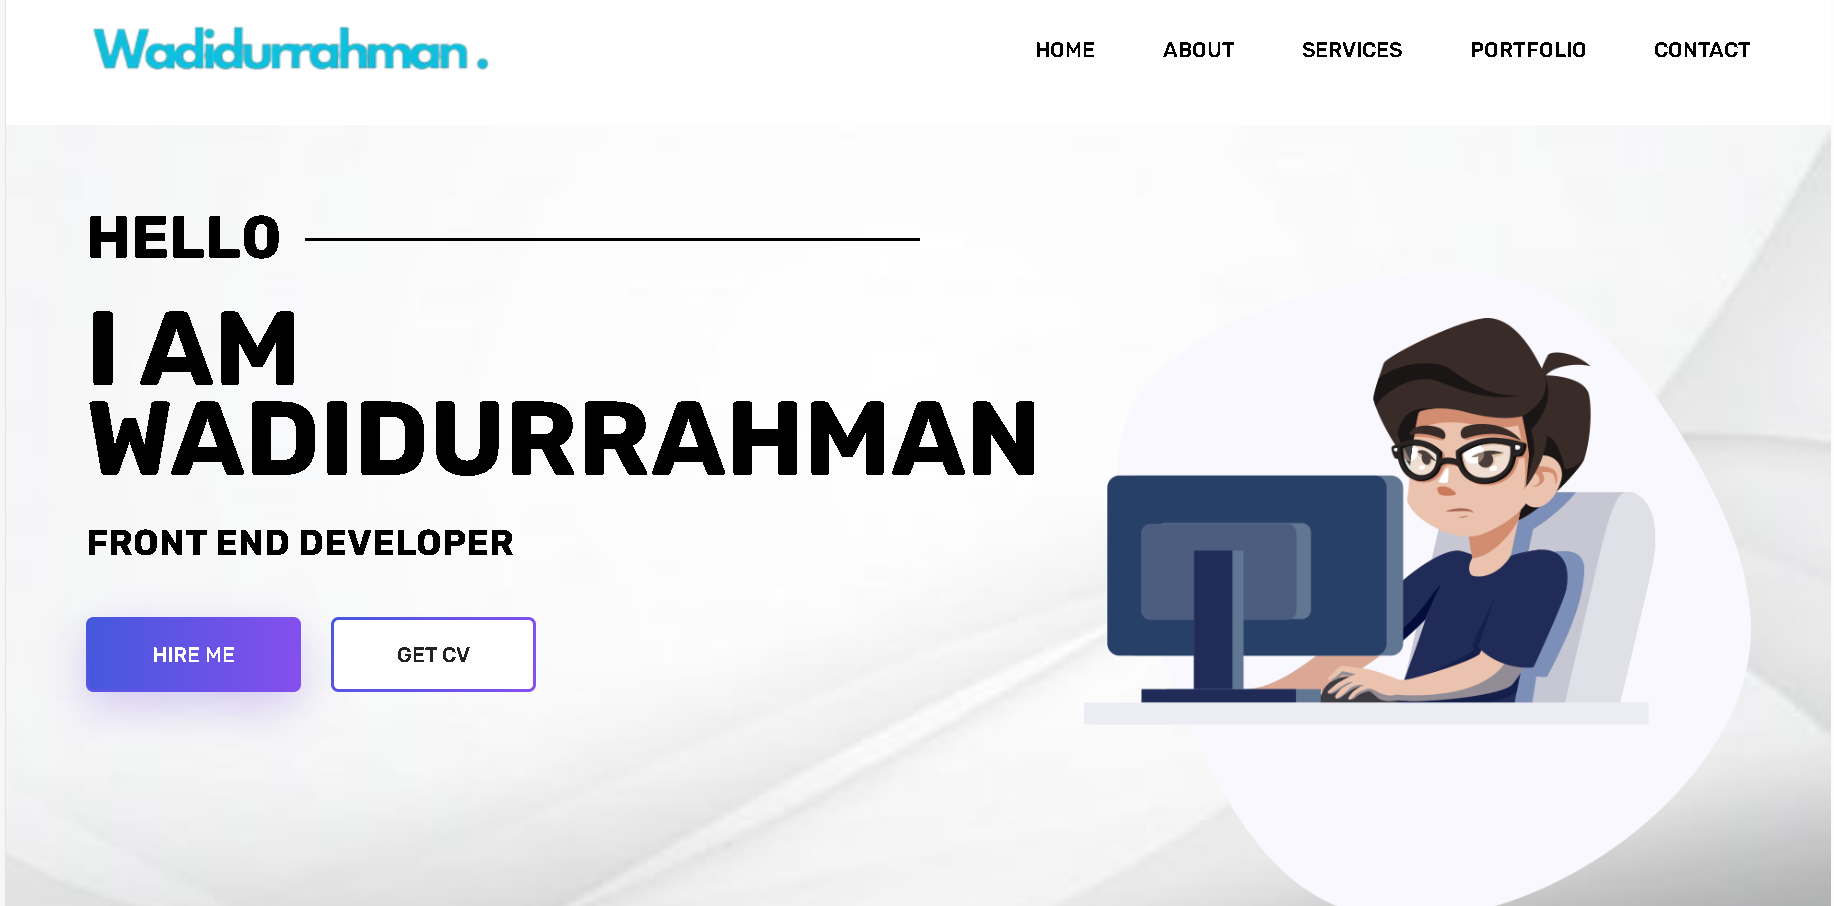 Wadidurrahman .
HOME ABOUT SERVICES PORTFOLIO CONTACT
HELLO
I AM
WADIDURRAHMAN
FRONT END DEVELOPER
HIRE ME GET CV